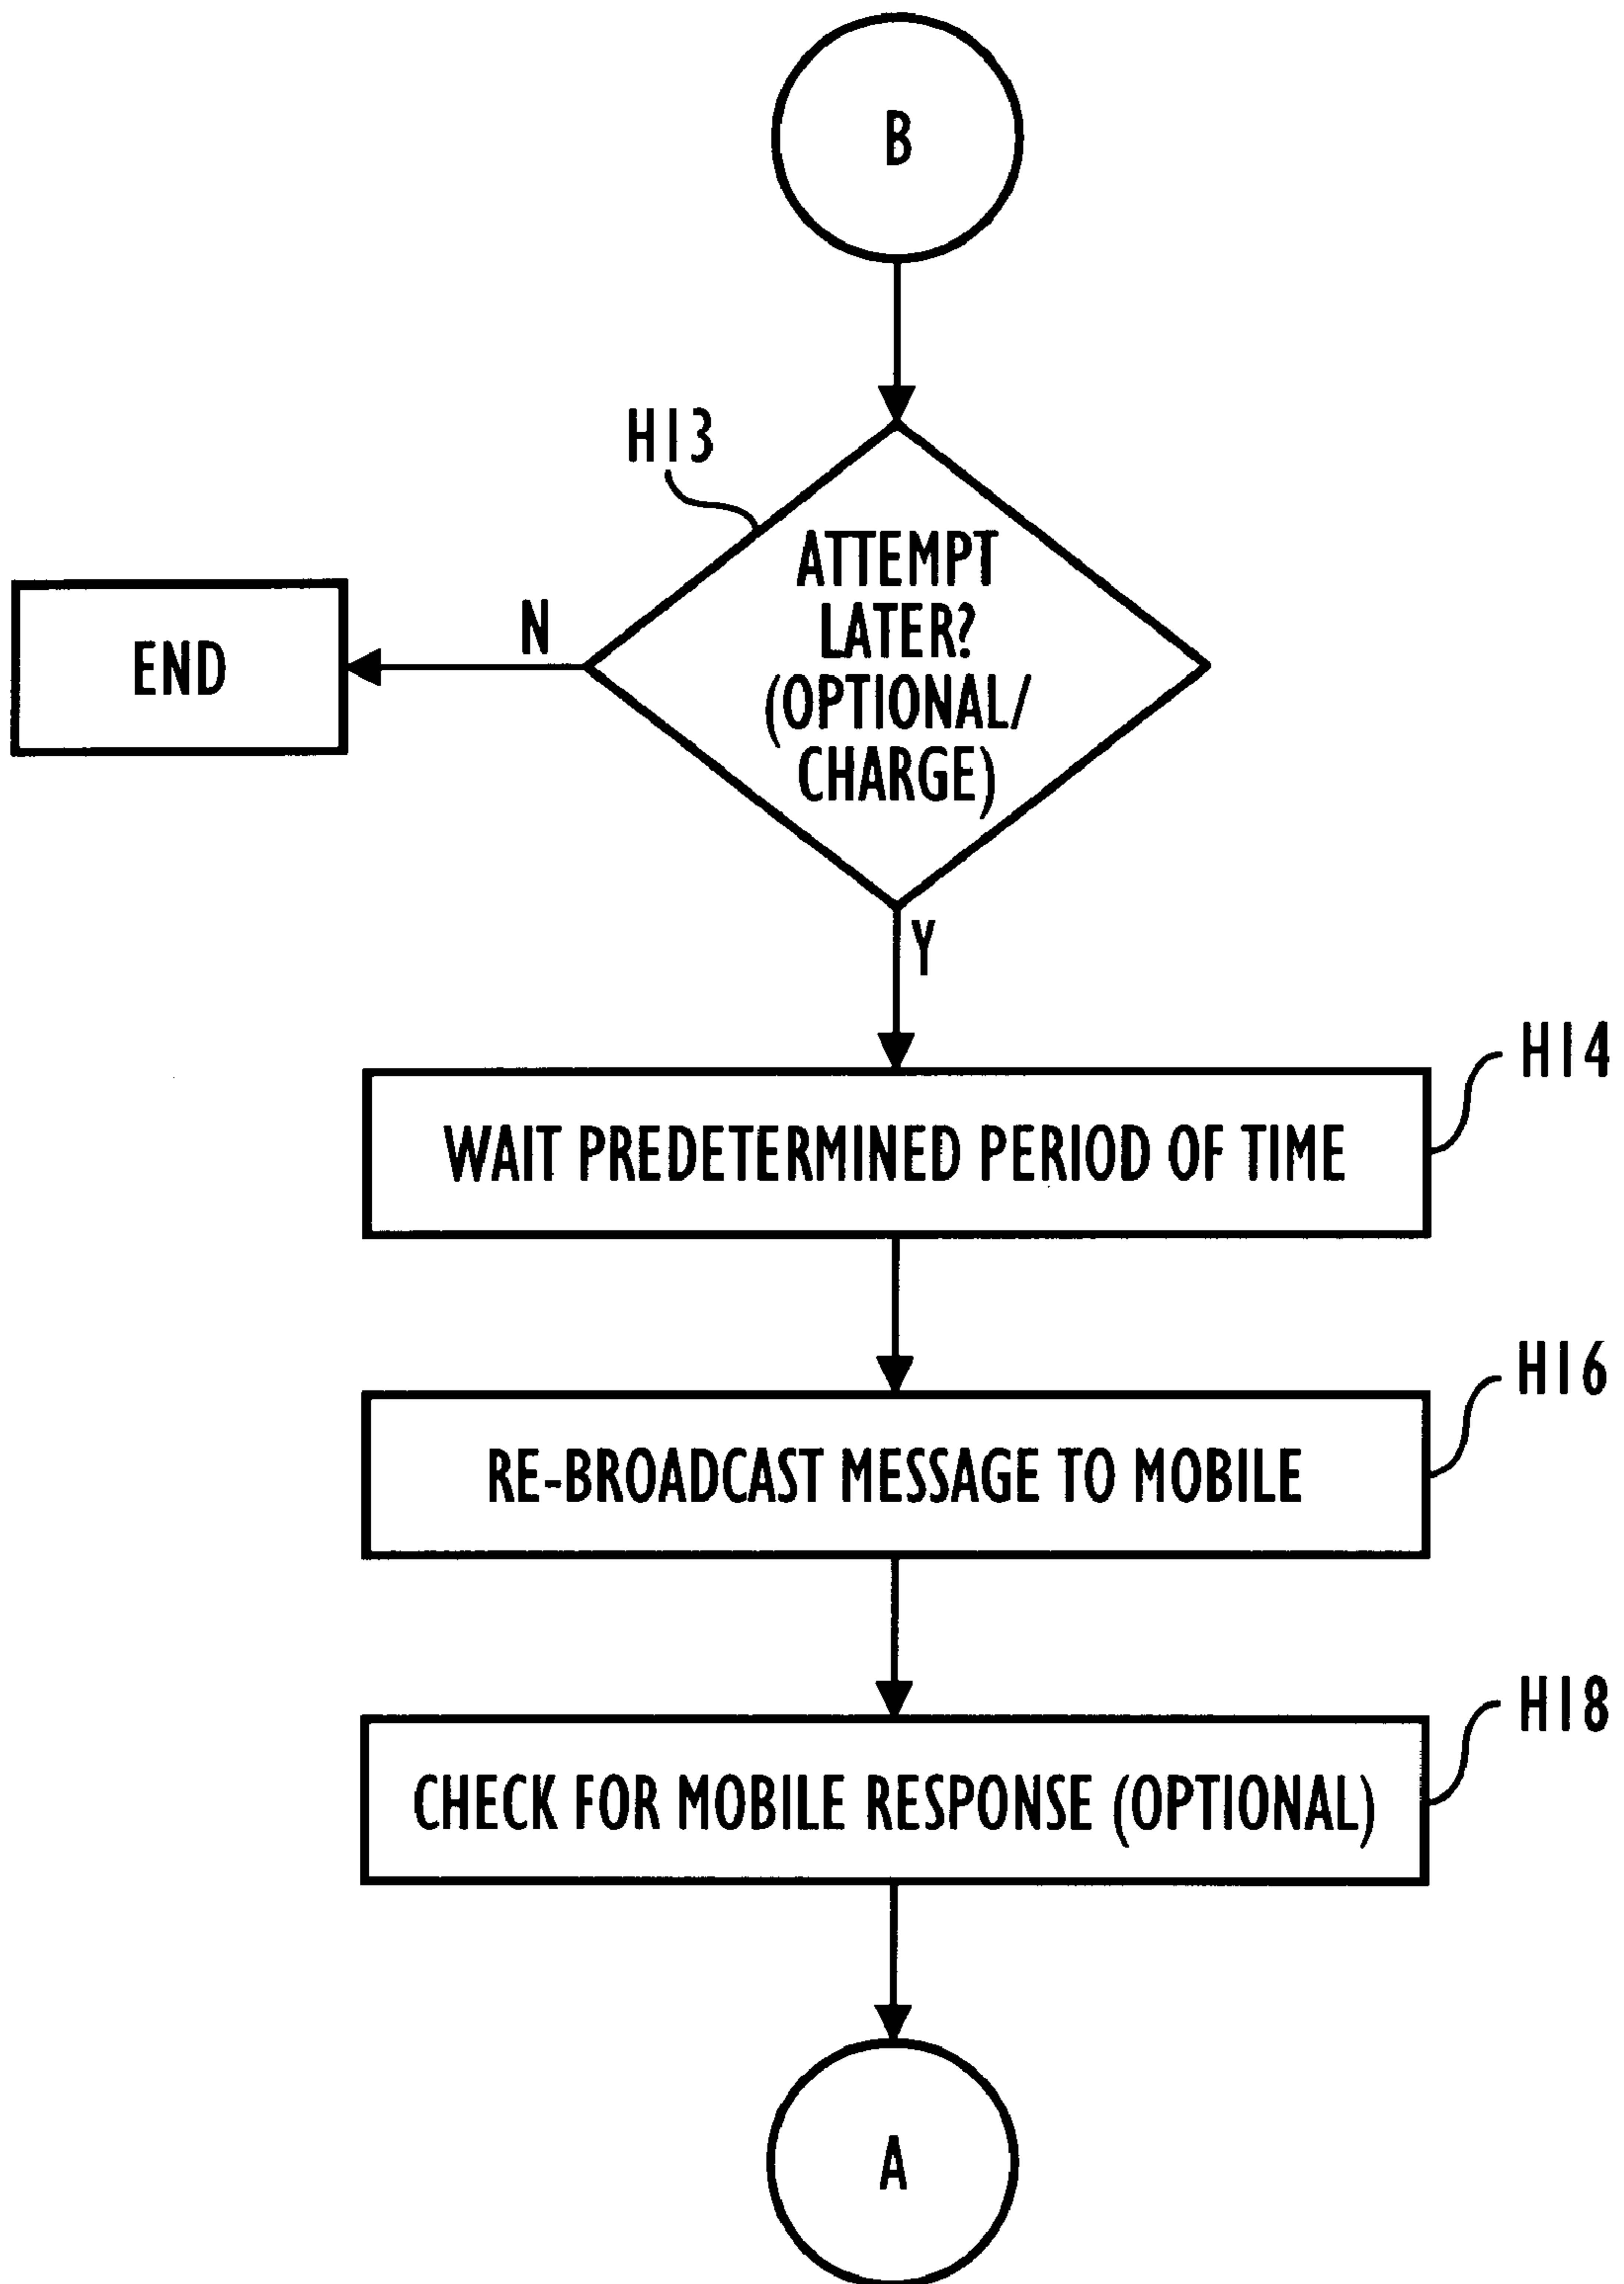 B
H13
ATTEMPT
LATER?
(OPTIONAL/
CHARGE)
N
END
Y
H14
WAIT PREDETERMINED PERIOD OF TIME
H16
RE-BROADCAST MESSAGE TO MOBILE
H18
CHECK FOR MOBILE RESPONSE (OPTIONAL)
A